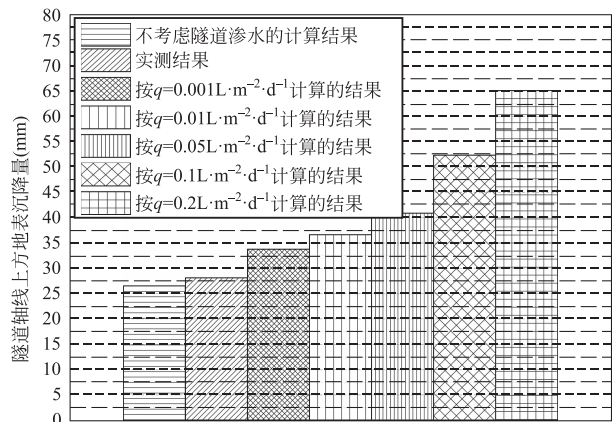 80
75
70
65
60
55
50
45
40
35
30
25
20
15
10
5
0
隧道轴线上方地表沉降量(mm)
不考虑隧道渗水的计算结果
实测结果
按q=0.001L·m⁻²·d⁻¹计算的结果
按q=0.01L·m⁻²·d⁻¹计算的结果
按q=0.05L·m⁻²·d⁻¹计算的结果
按q=0.1L·m⁻²·d⁻¹计算的结果
按q=0.2L·m⁻²·d⁻¹计算的结果